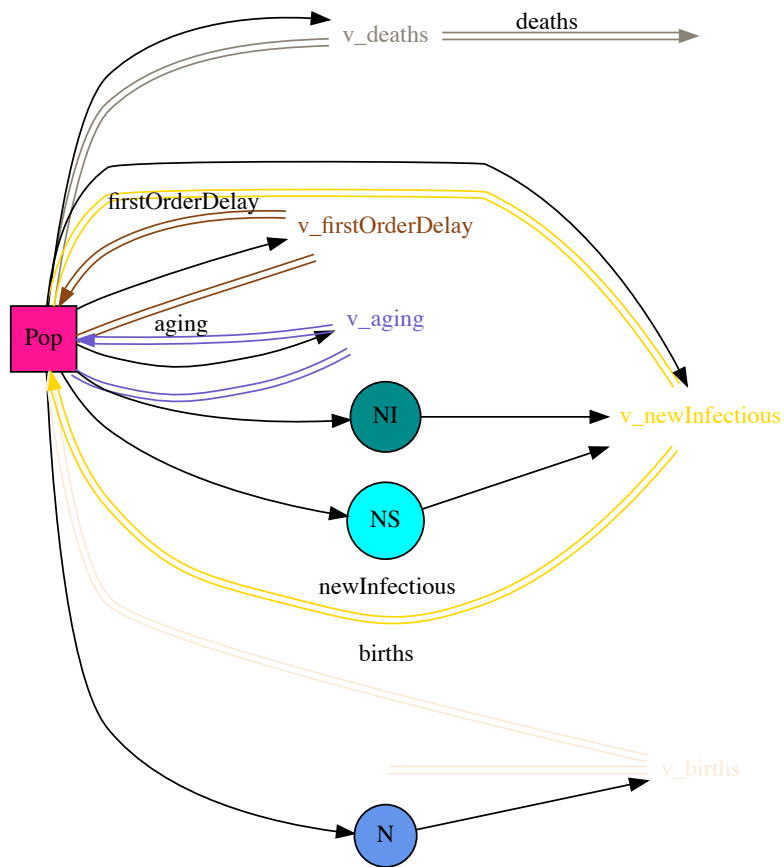 deaths
v_deaths
firstOrderDelay
v_firstOrderDelay
aging
v_aging
Pop
NI
v_newInfectious
NS
newInfectious
births
v_births
N